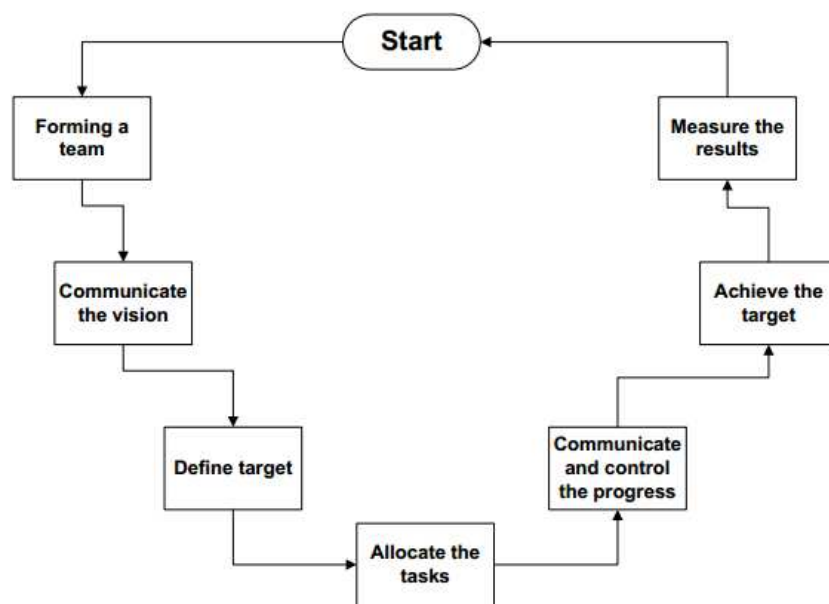 Start
Forming a
team
Communicate
the vision
Define target
Allocate the
tasks
Communicate
and control
the progress
Achieve the
target
Measure the
results